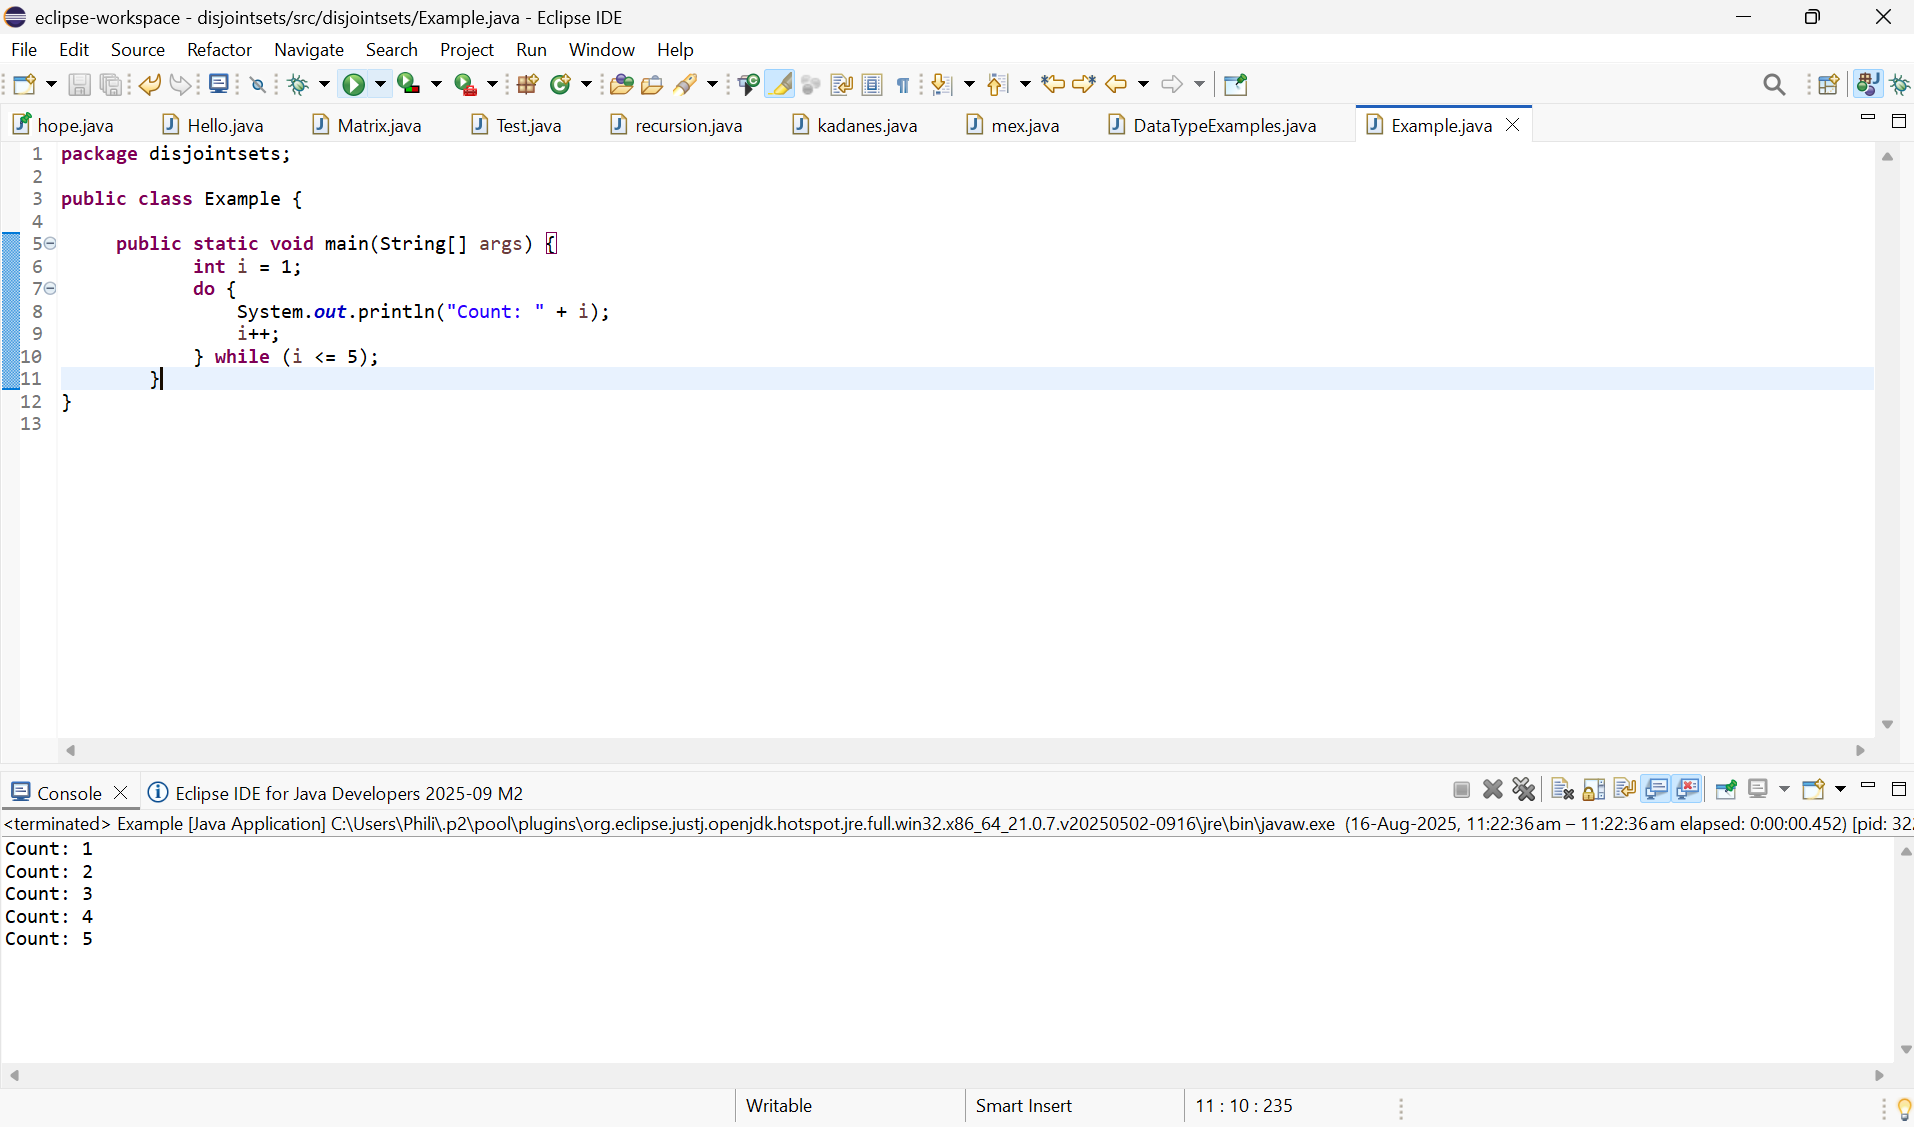 eclipse-workspace - disjointsets/src/disjointsets/Example.java - Eclipse IDE
File Edit Source Refactor Navigate Search Project Run Window Help
hope.java Hello.java Matrix.java Test.java recursion.java kadanes.java mex.java DataTypeExamples.java Example.java
1 package disjointsets;
2
3 public class Example {
4
5 public static void main(String[] args) {
6 int i = 1;
7 do {
8 System.out.println("Count: " + i);
9 i++;
10 } while (i <= 5);
11 }
12 }
13
Console Eclipse IDE for Java Developers 2025-09 M2
<terminated> Example [Java Application] C:\Users\Phili\.p2\pool\plugins\org.eclipse.justj.openjdk.hotspot.jre.full.win32.x86_64_21.0.7.v20250502-0916\jre\bin\javaw.exe (16-Aug-2025, 11:22:36 am – 11:22:36 am elapsed: 0:00:00.452) [pid: 32
Count: 1
Count: 2
Count: 3
Count: 4
Count: 5
Writable Smart Insert 11 : 10 : 235